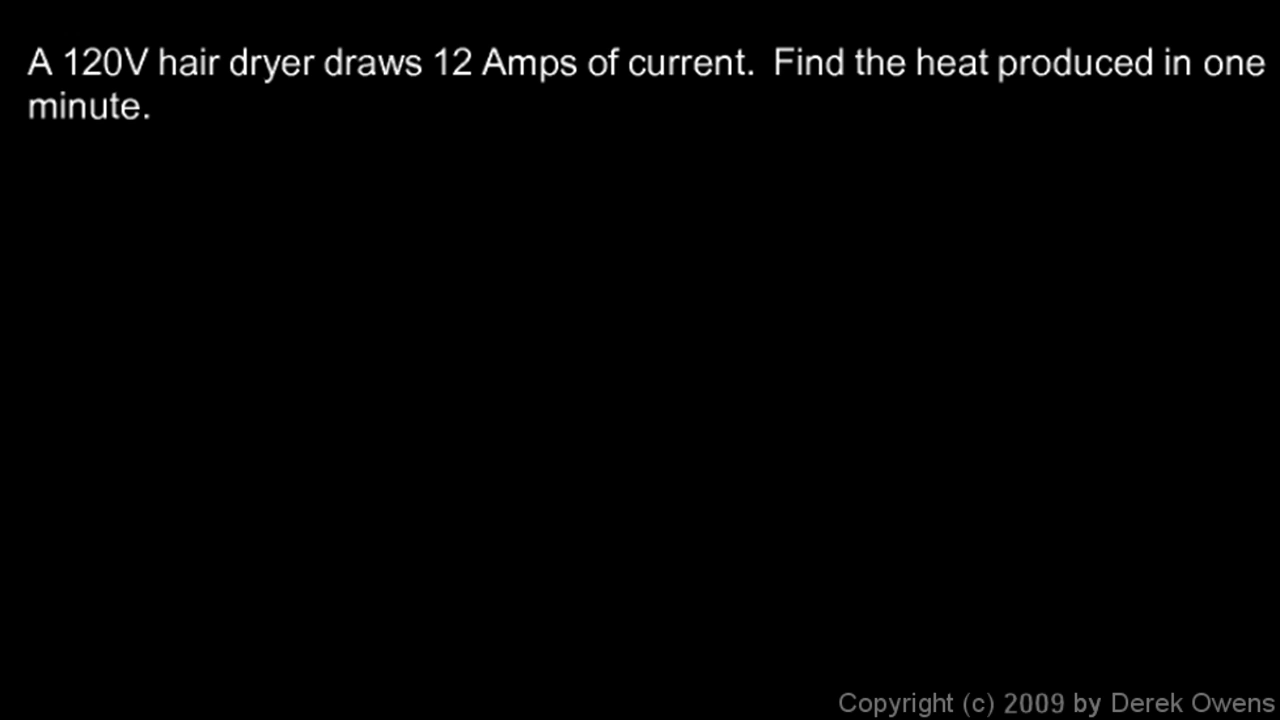 A 120V hair dryer draws 12 Amps of current.  Find the heat produced in one
minute.
Copyright (c) 2009 by Derek Owens